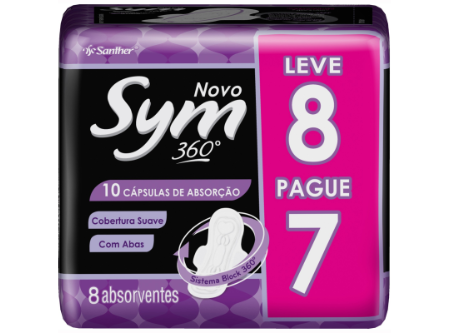 Santher
Novo
Sym
360°
10 CÁPSULAS DE ABSORÇÃO
Cobertura Suave
Com Abas
Sistema Block 360°
8 absorventes
LEVE
8
PAGUE
7